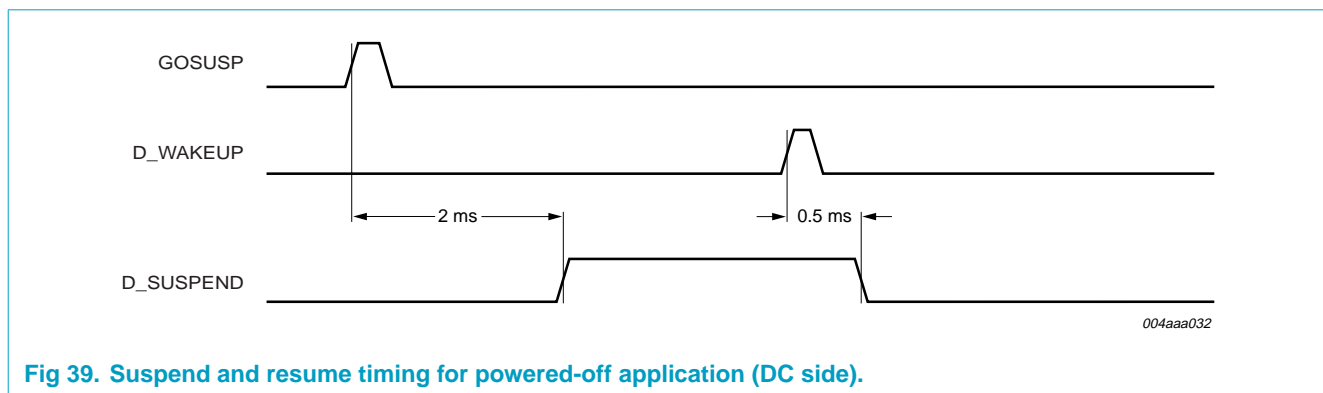 GOSUSP
D_WAKEUP
2 ms
0.5 ms
D_SUSPEND
004aaa032
Fig 39. Suspend and resume timing for powered-off application (DC side).